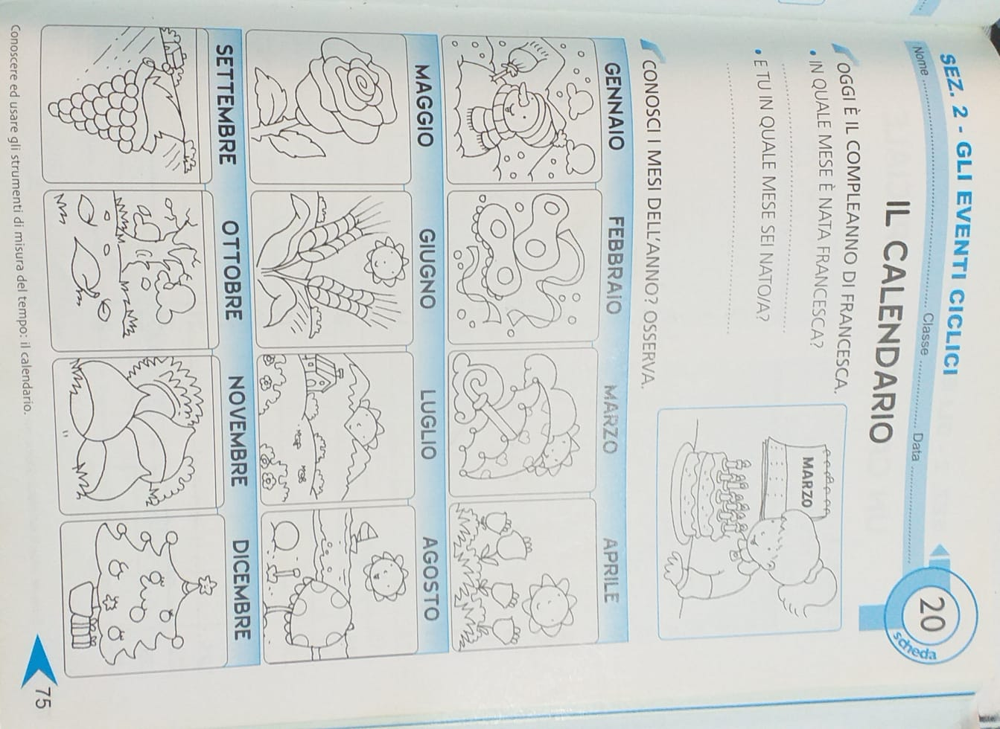 SEZ. 2 - GLI EVENTI CICLICI
20
scheda
Nome ........ Classe ........ Data ........
IL CALENDARIO
OGGI È IL COMPLEANNO DI FRANCESCA.
• IN QUALE MESE È NATA FRANCESCA?
• E TU IN QUALE MESE SEI NATO/A?
MARZO
CONOSCI I MESI DELL'ANNO? OSSERVA.
GENNAIO FEBBRAIO MARZO APRILE
MAGGIO GIUGNO LUGLIO AGOSTO
SETTEMBRE OTTOBRE NOVEMBRE DICEMBRE
Conoscere ed usare gli strumenti di misura del tempo: il calendario.
75